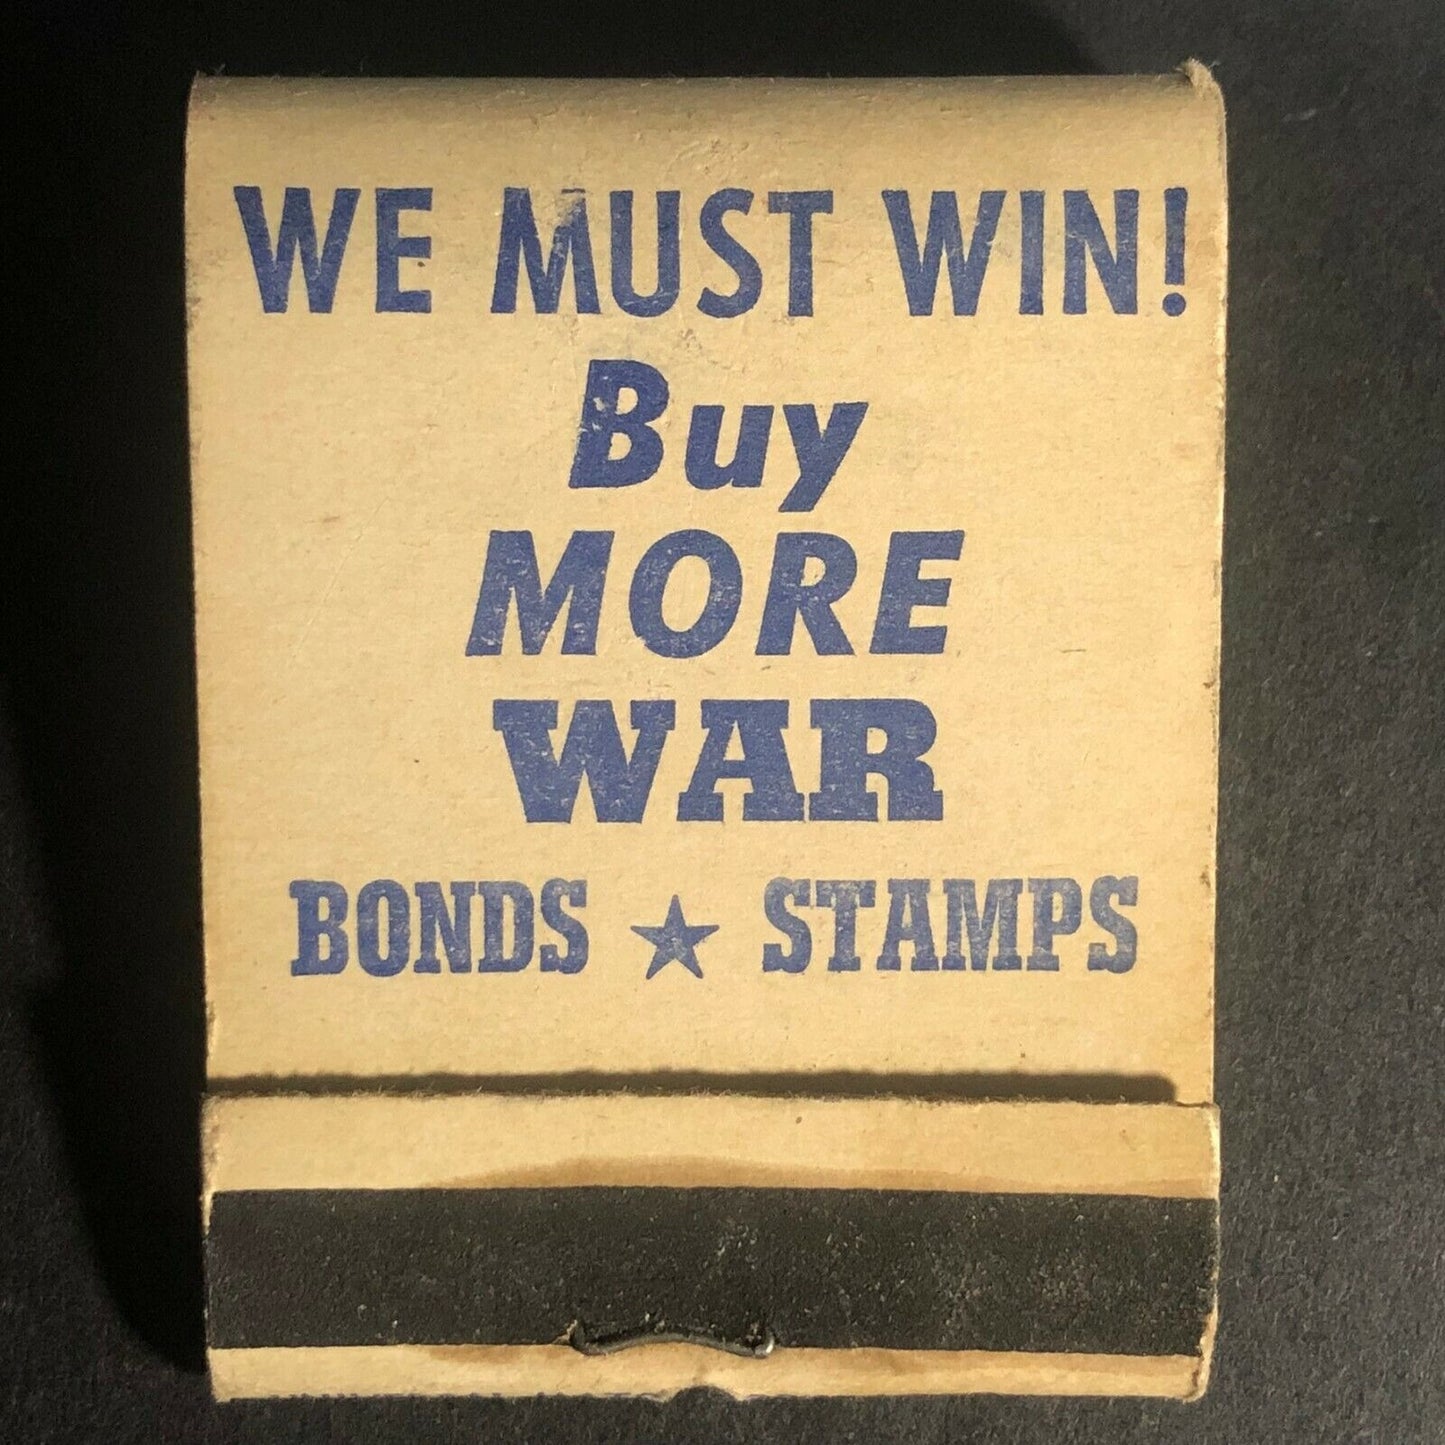 WE MUST WIN!
Buy
MORE
WAR
BONDS ★ STAMPS